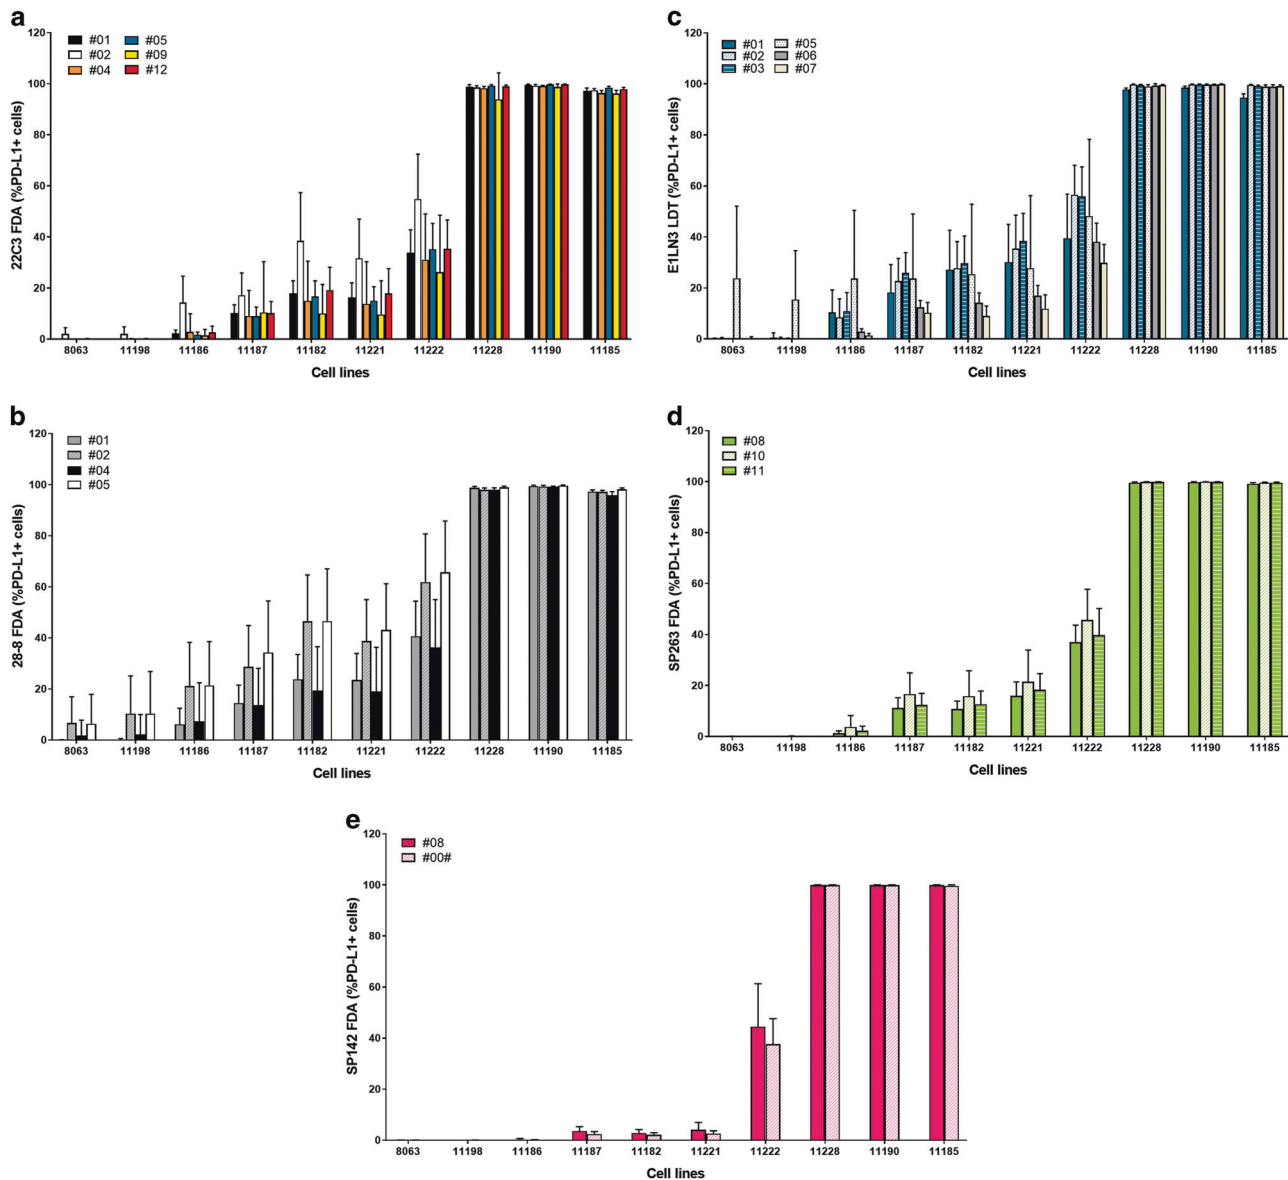 a
22C3 FDA (%PD-L1+ cells)
120
100
80
60
40
20
0
#01 #05
#02 #09
#04 #12
8063 11198 11186 11187 11182 11221 11222 11228 11190 11185
Cell lines
c
E1LN3 LDT (%PD-L1+ cells)
120
100
80
60
40
20
0
#01 #05
#02 #06
#03 #07
8063 11198 11186 11187 11182 11221 11222 11228 11190 11185
Cell lines
b
28-8 FDA (%PD-L1+ cells)
120
100
80
60
40
20
0
#01
#02
#04
#05
8063 11198 11186 11187 11182 11221 11222 11228 11190 11185
Cell lines
d
SP263 FDA (%PD-L1+ cells)
120
100
80
60
40
20
0
#08
#10
#11
8063 11198 11186 11187 11182 11221 11222 11228 11190 11185
Cell lines
e
SP142 FDA (%PD-L1+ cells)
120
100
80
60
40
20
0
#08
#00#
8063 11198 11186 11187 11182 11221 11222 11228 11190 11185
Cell lines